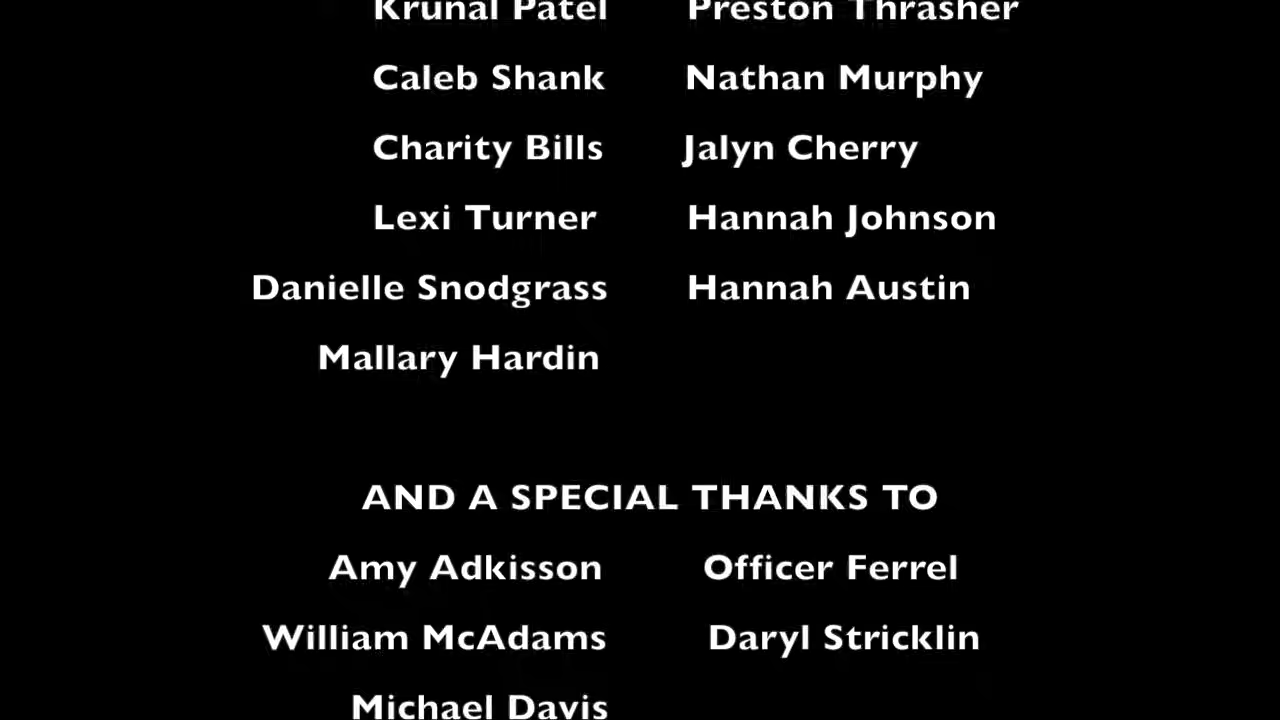 Krunal Patel Preston Thrasher
Caleb Shank Nathan Murphy
Charity Bills Jalyn Cherry
Lexi Turner Hannah Johnson
Danielle Snodgrass Hannah Austin
Mallary Hardin
AND A SPECIAL THANKS TO
Amy Adkisson Officer Ferrel
William McAdams Daryl Stricklin
Michael Davis